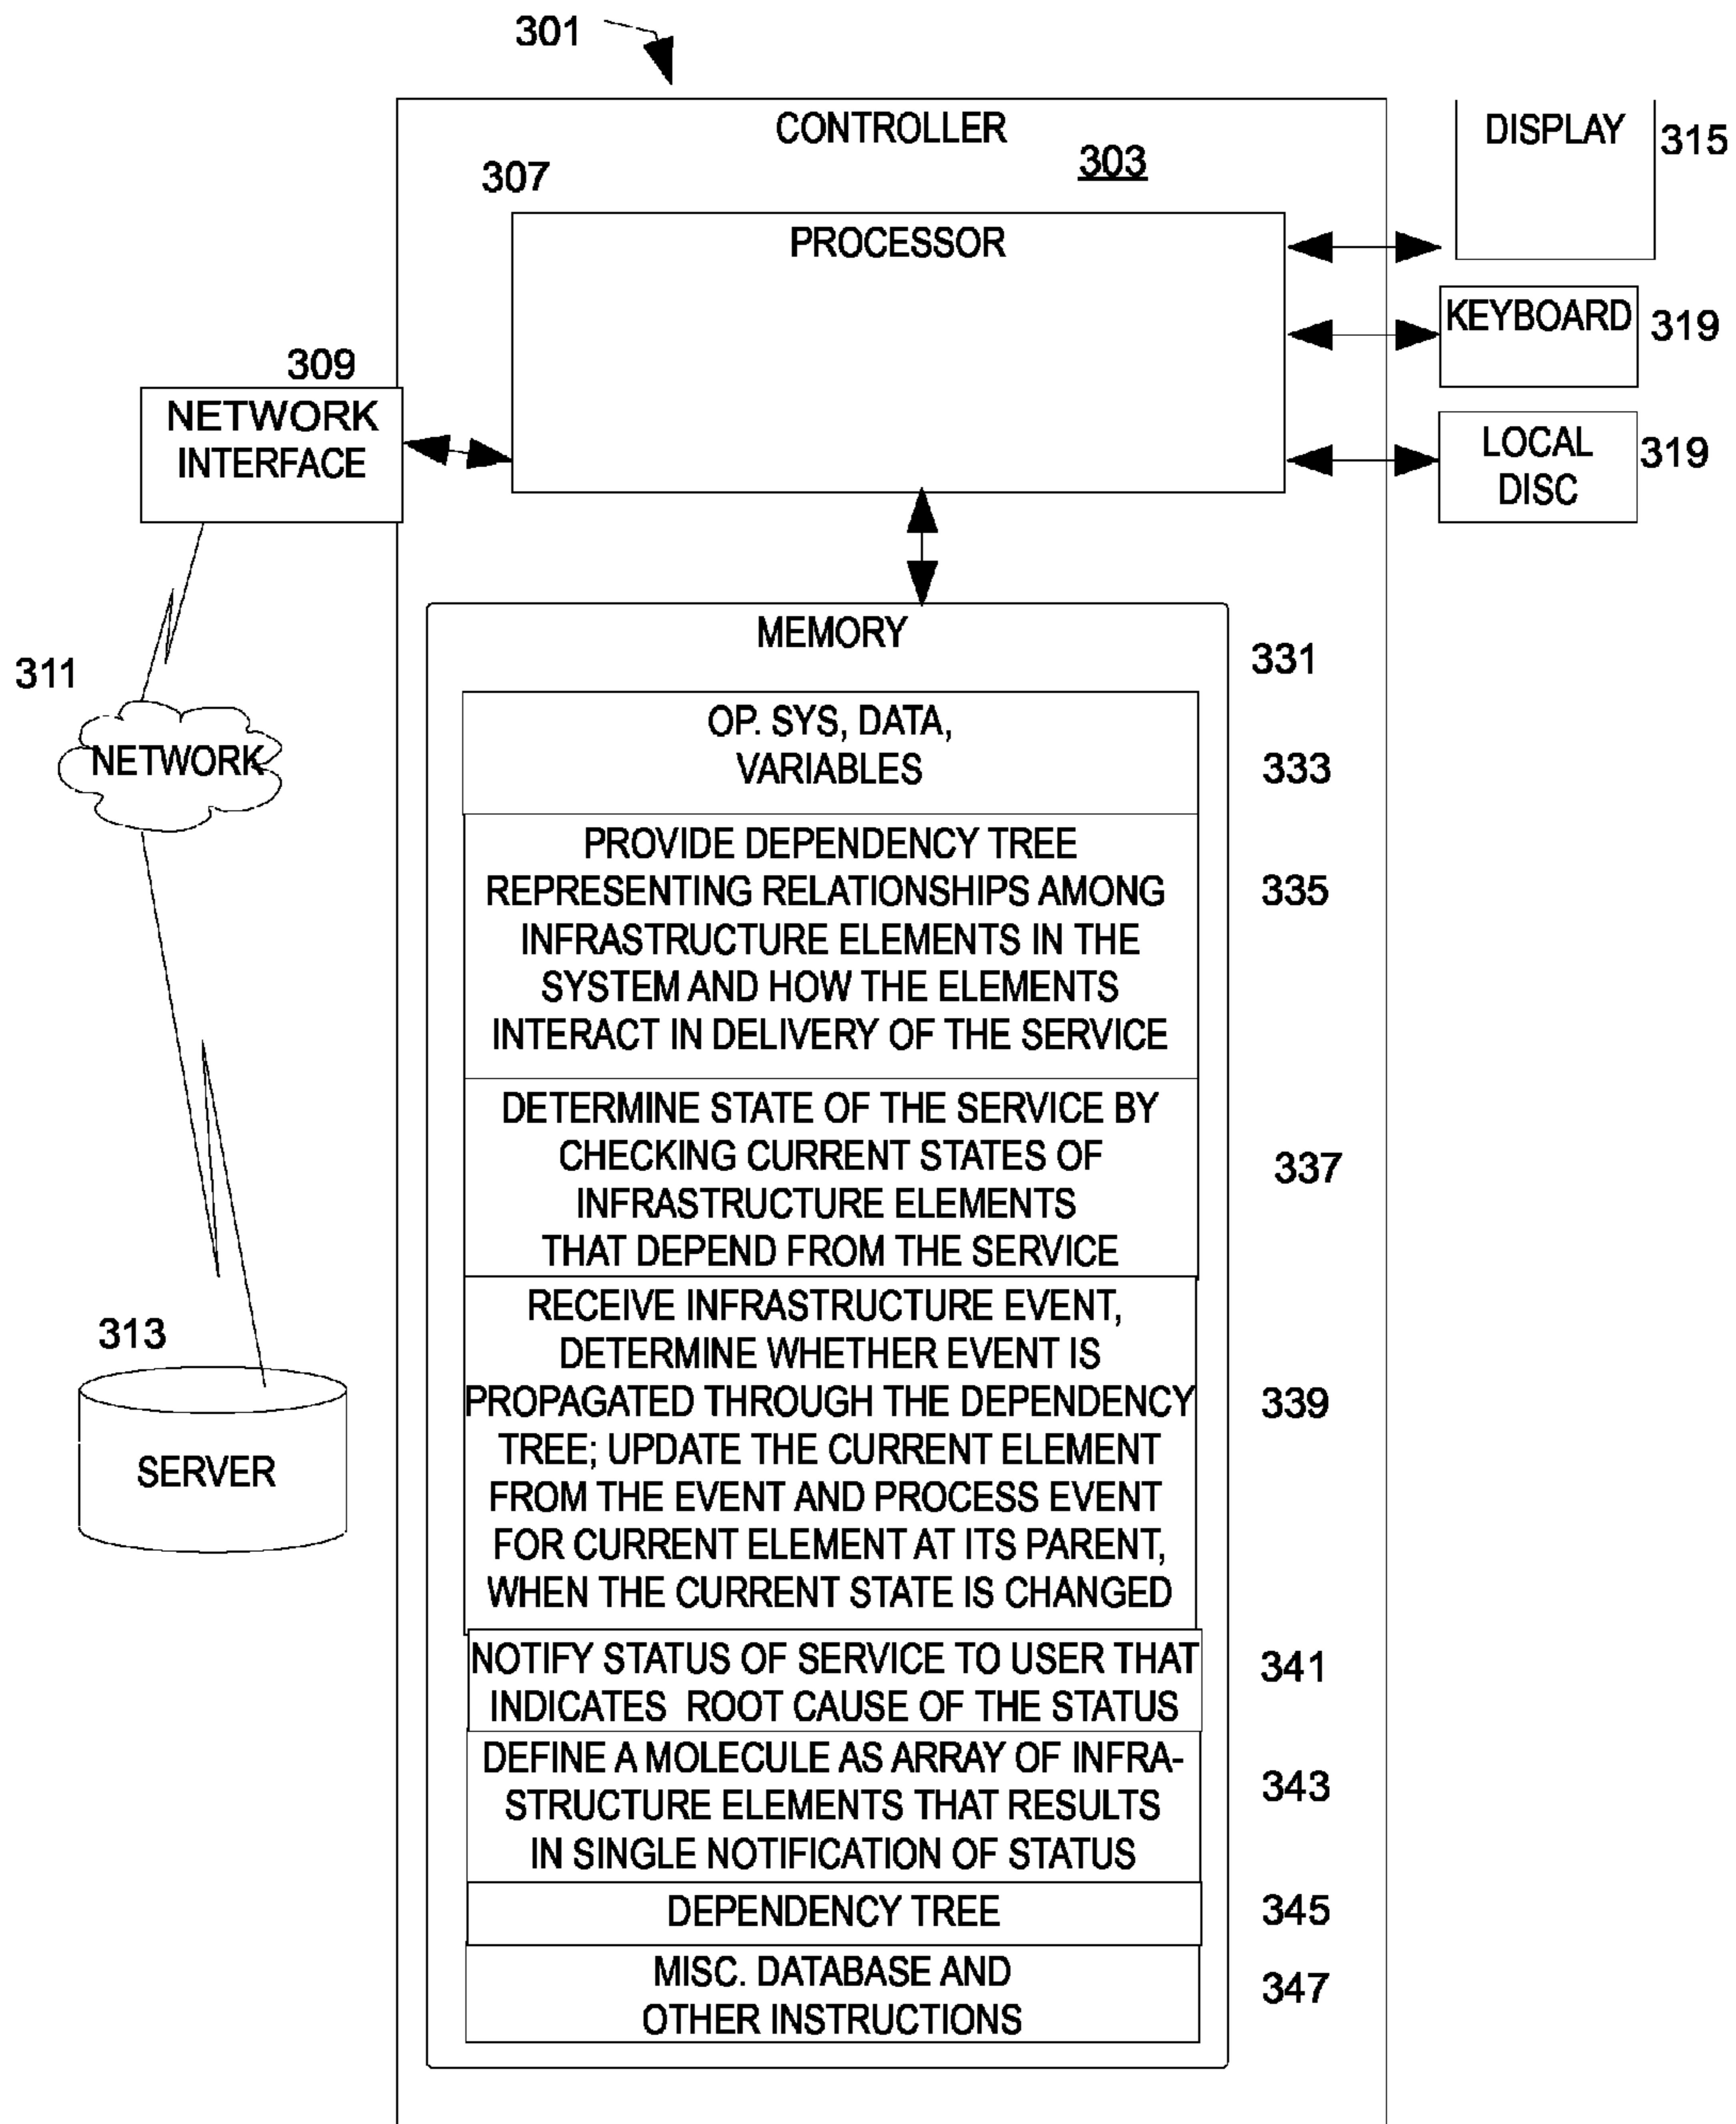 301
CONTROLLER
303
307
PROCESSOR
DISPLAY
315
KEYBOARD
319
LOCAL
DISC
319
309
NETWORK
INTERFACE
311
NETWORK
313
SERVER
MEMORY
331
OP. SYS, DATA,
VARIABLES
333
PROVIDE DEPENDENCY TREE
REPRESENTING RELATIONSHIPS AMONG
INFRASTRUCTURE ELEMENTS IN THE
SYSTEM AND HOW THE ELEMENTS
INTERACT IN DELIVERY OF THE SERVICE
335
DETERMINE STATE OF THE SERVICE BY
CHECKING CURRENT STATES OF
INFRASTRUCTURE ELEMENTS
THAT DEPEND FROM THE SERVICE
337
RECEIVE INFRASTRUCTURE EVENT,
DETERMINE WHETHER EVENT IS
PROPAGATED THROUGH THE DEPENDENCY
TREE; UPDATE THE CURRENT ELEMENT
FROM THE EVENT AND PROCESS EVENT
FOR CURRENT ELEMENT AT ITS PARENT,
WHEN THE CURRENT STATE IS CHANGED
339
NOTIFY STATUS OF SERVICE TO USER THAT
INDICATES ROOT CAUSE OF THE STATUS
341
DEFINE A MOLECULE AS ARRAY OF INFRA-
STRUCTURE ELEMENTS THAT RESULTS
IN SINGLE NOTIFICATION OF STATUS
343
DEPENDENCY TREE
345
MISC. DATABASE AND
OTHER INSTRUCTIONS
347